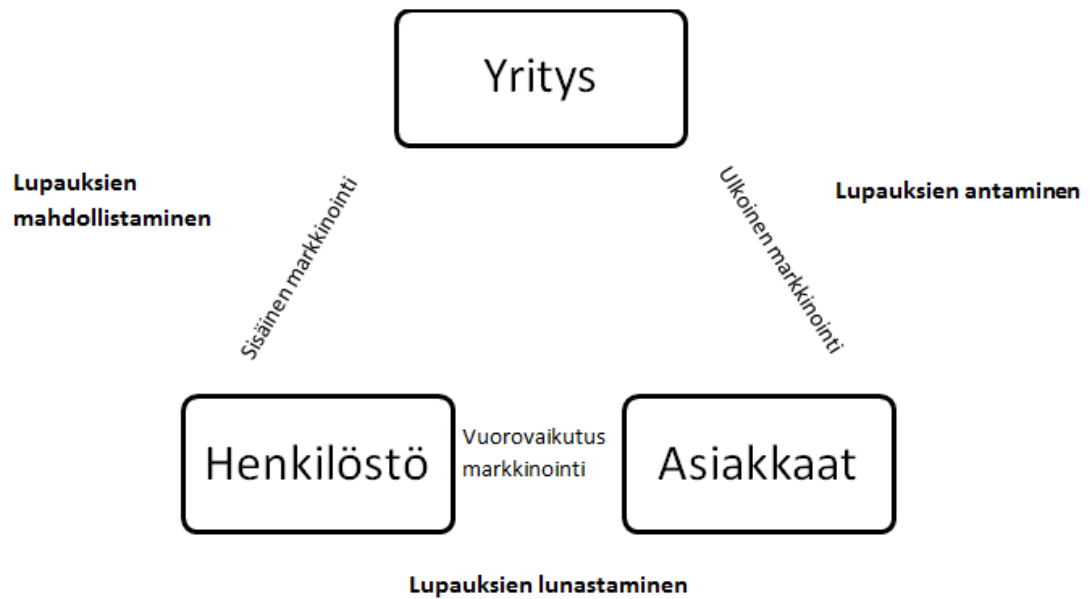 Yritys
Lupauksien
mahdollistaminen
Sisäinen markkinointi
Ulkoinen markkinointi
Lupauksien antaminen
Henkilöstö
Vuorovaikutus
markkinointi
Asiakkaat
Lupauksien lunastaminen